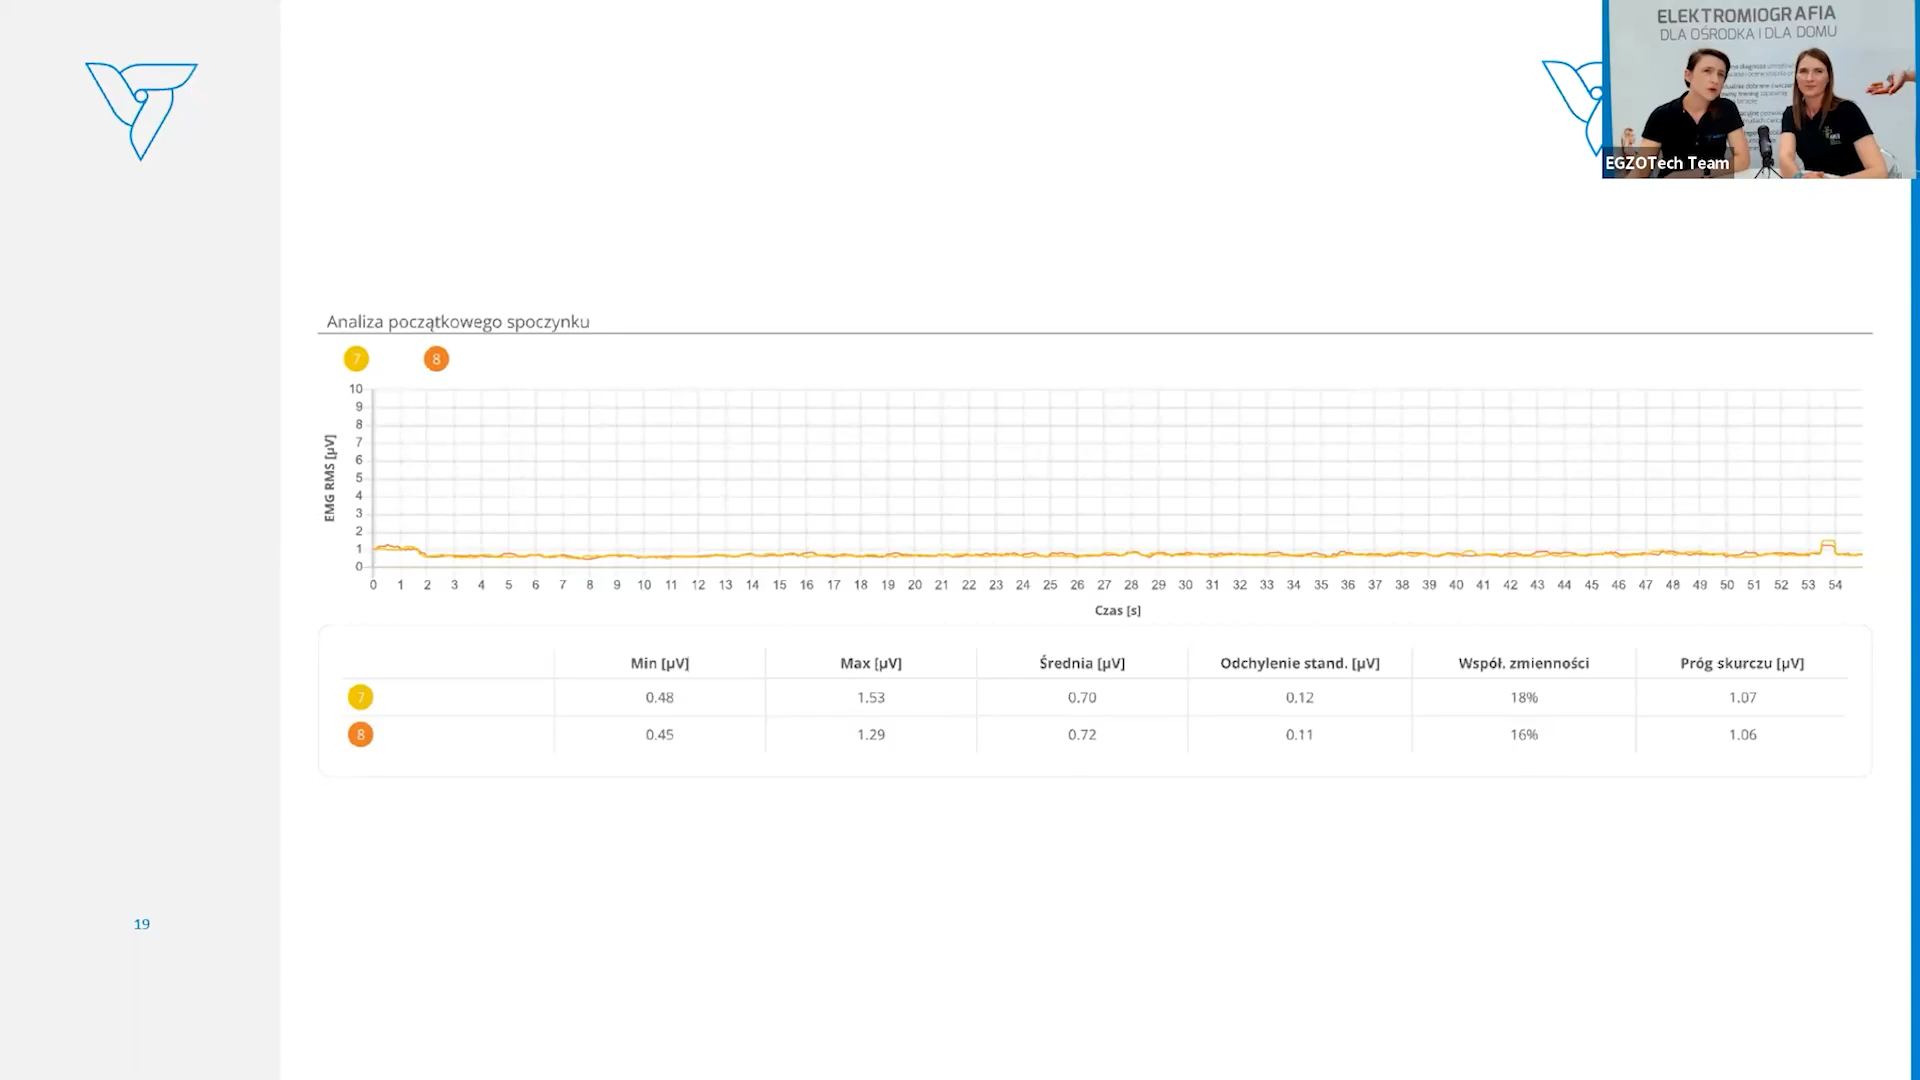 ELEKTROMIOGRAFIA
DLA OŚRODKA I DLA DOMU
EGZOTech Team
Analiza początkowego spoczynku
7 8
EMG RMS [µV]
10
9
8
7
6
5
4
3
2
1
0
0 1 2 3 4 5 6 7 8 9 10 11 12 13 14 15 16 17 18 19 20 21 22 23 24 25 26 27 28 29 30 31 32 33 34 35 36 37 38 39 40 41 42 43 44 45 46 47 48 49 50 51 52 53 54
Czas [s]
Min [µV] Max [µV] Średnia [µV] Odchylenie stand. [µV] Współ. zmienności Próg skurczu [µV]
7 0.48 1.53 0.70 0.12 18% 1.07
8 0.45 1.29 0.72 0.11 16% 1.06
19